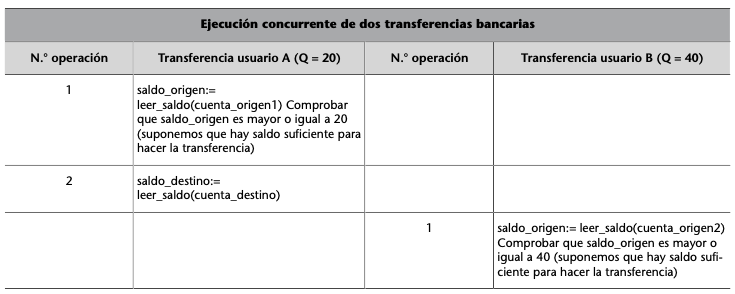 Ejecución concurrente de dos transferencias bancarias
N.° operación
Transferencia usuario A (Q = 20)
N.° operación
Transferencia usuario B (Q = 40)
1
saldo_origen:=
leer_saldo(cuenta_origen1) Comprobar
que saldo_origen es mayor o igual a 20
(suponemos que hay saldo suficiente para
hacer la transferencia)
2
saldo_destino:=
leer_saldo(cuenta_destino)
1
saldo_origen:= leer_saldo(cuenta_origen2)
Comprobar que saldo_origen es mayor o
igual a 40 (suponemos que hay saldo sufi-
ciente para hacer la transferencia)